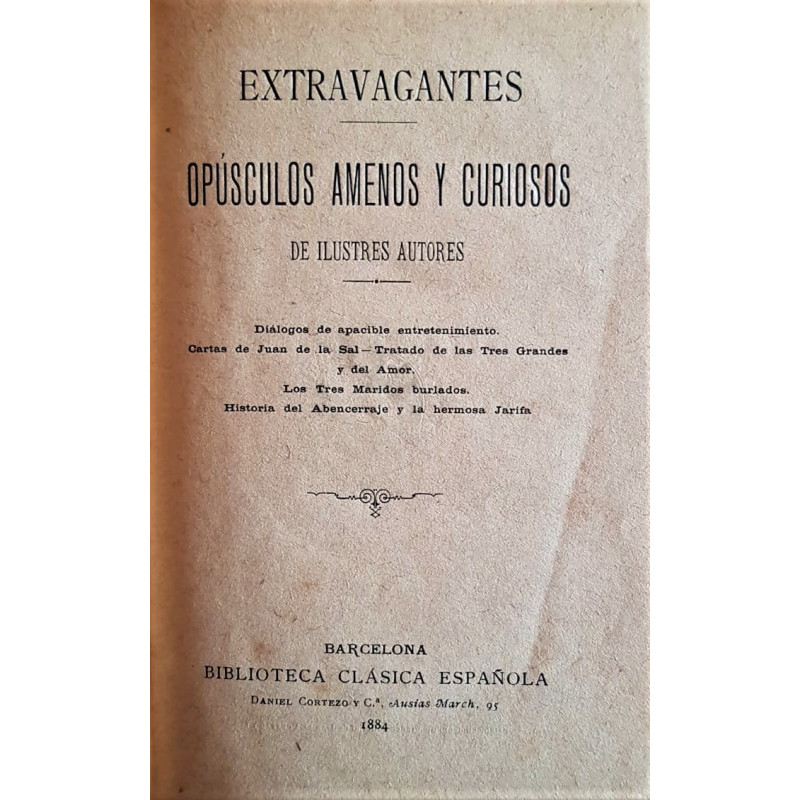 EXTRAVAGANTES
OPÚSCULOS AMENOS Y CURIOSOS
DE ILUSTRES AUTORES
Diálogos de apacible entretenimiento.
Cartas de Juan de la Sal—Tratado de las Tres Grandes
y del Amor.
Los Tres Maridos burlados.
Historia del Abencerraje y la hermosa Jarifa
BARCELONA
BIBLIOTECA CLÁSICA ESPAÑOLA
DANIEL CORTEZO Y C.ª, Ausias March, 95
1884